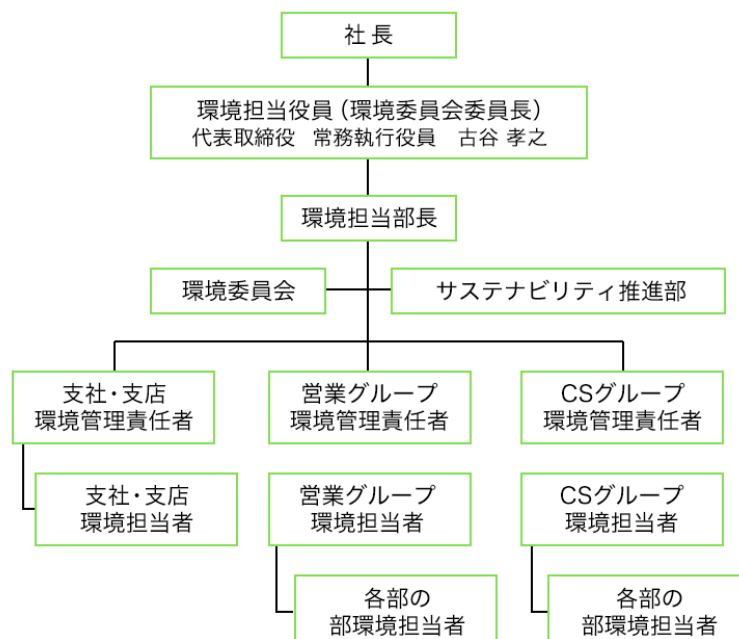 社長
環境担当役員（環境委員会委員長）
代表取締役 常務執行役員 古谷 孝之
環境担当部長
環境委員会
サステナビリティ推進部
支社・支店
環境管理責任者
営業グループ
環境管理責任者
CSグループ
環境管理責任者
支社・支店
環境担当者
営業グループ
環境担当者
CSグループ
環境担当者
各部の
部環境担当者
各部の
部環境担当者